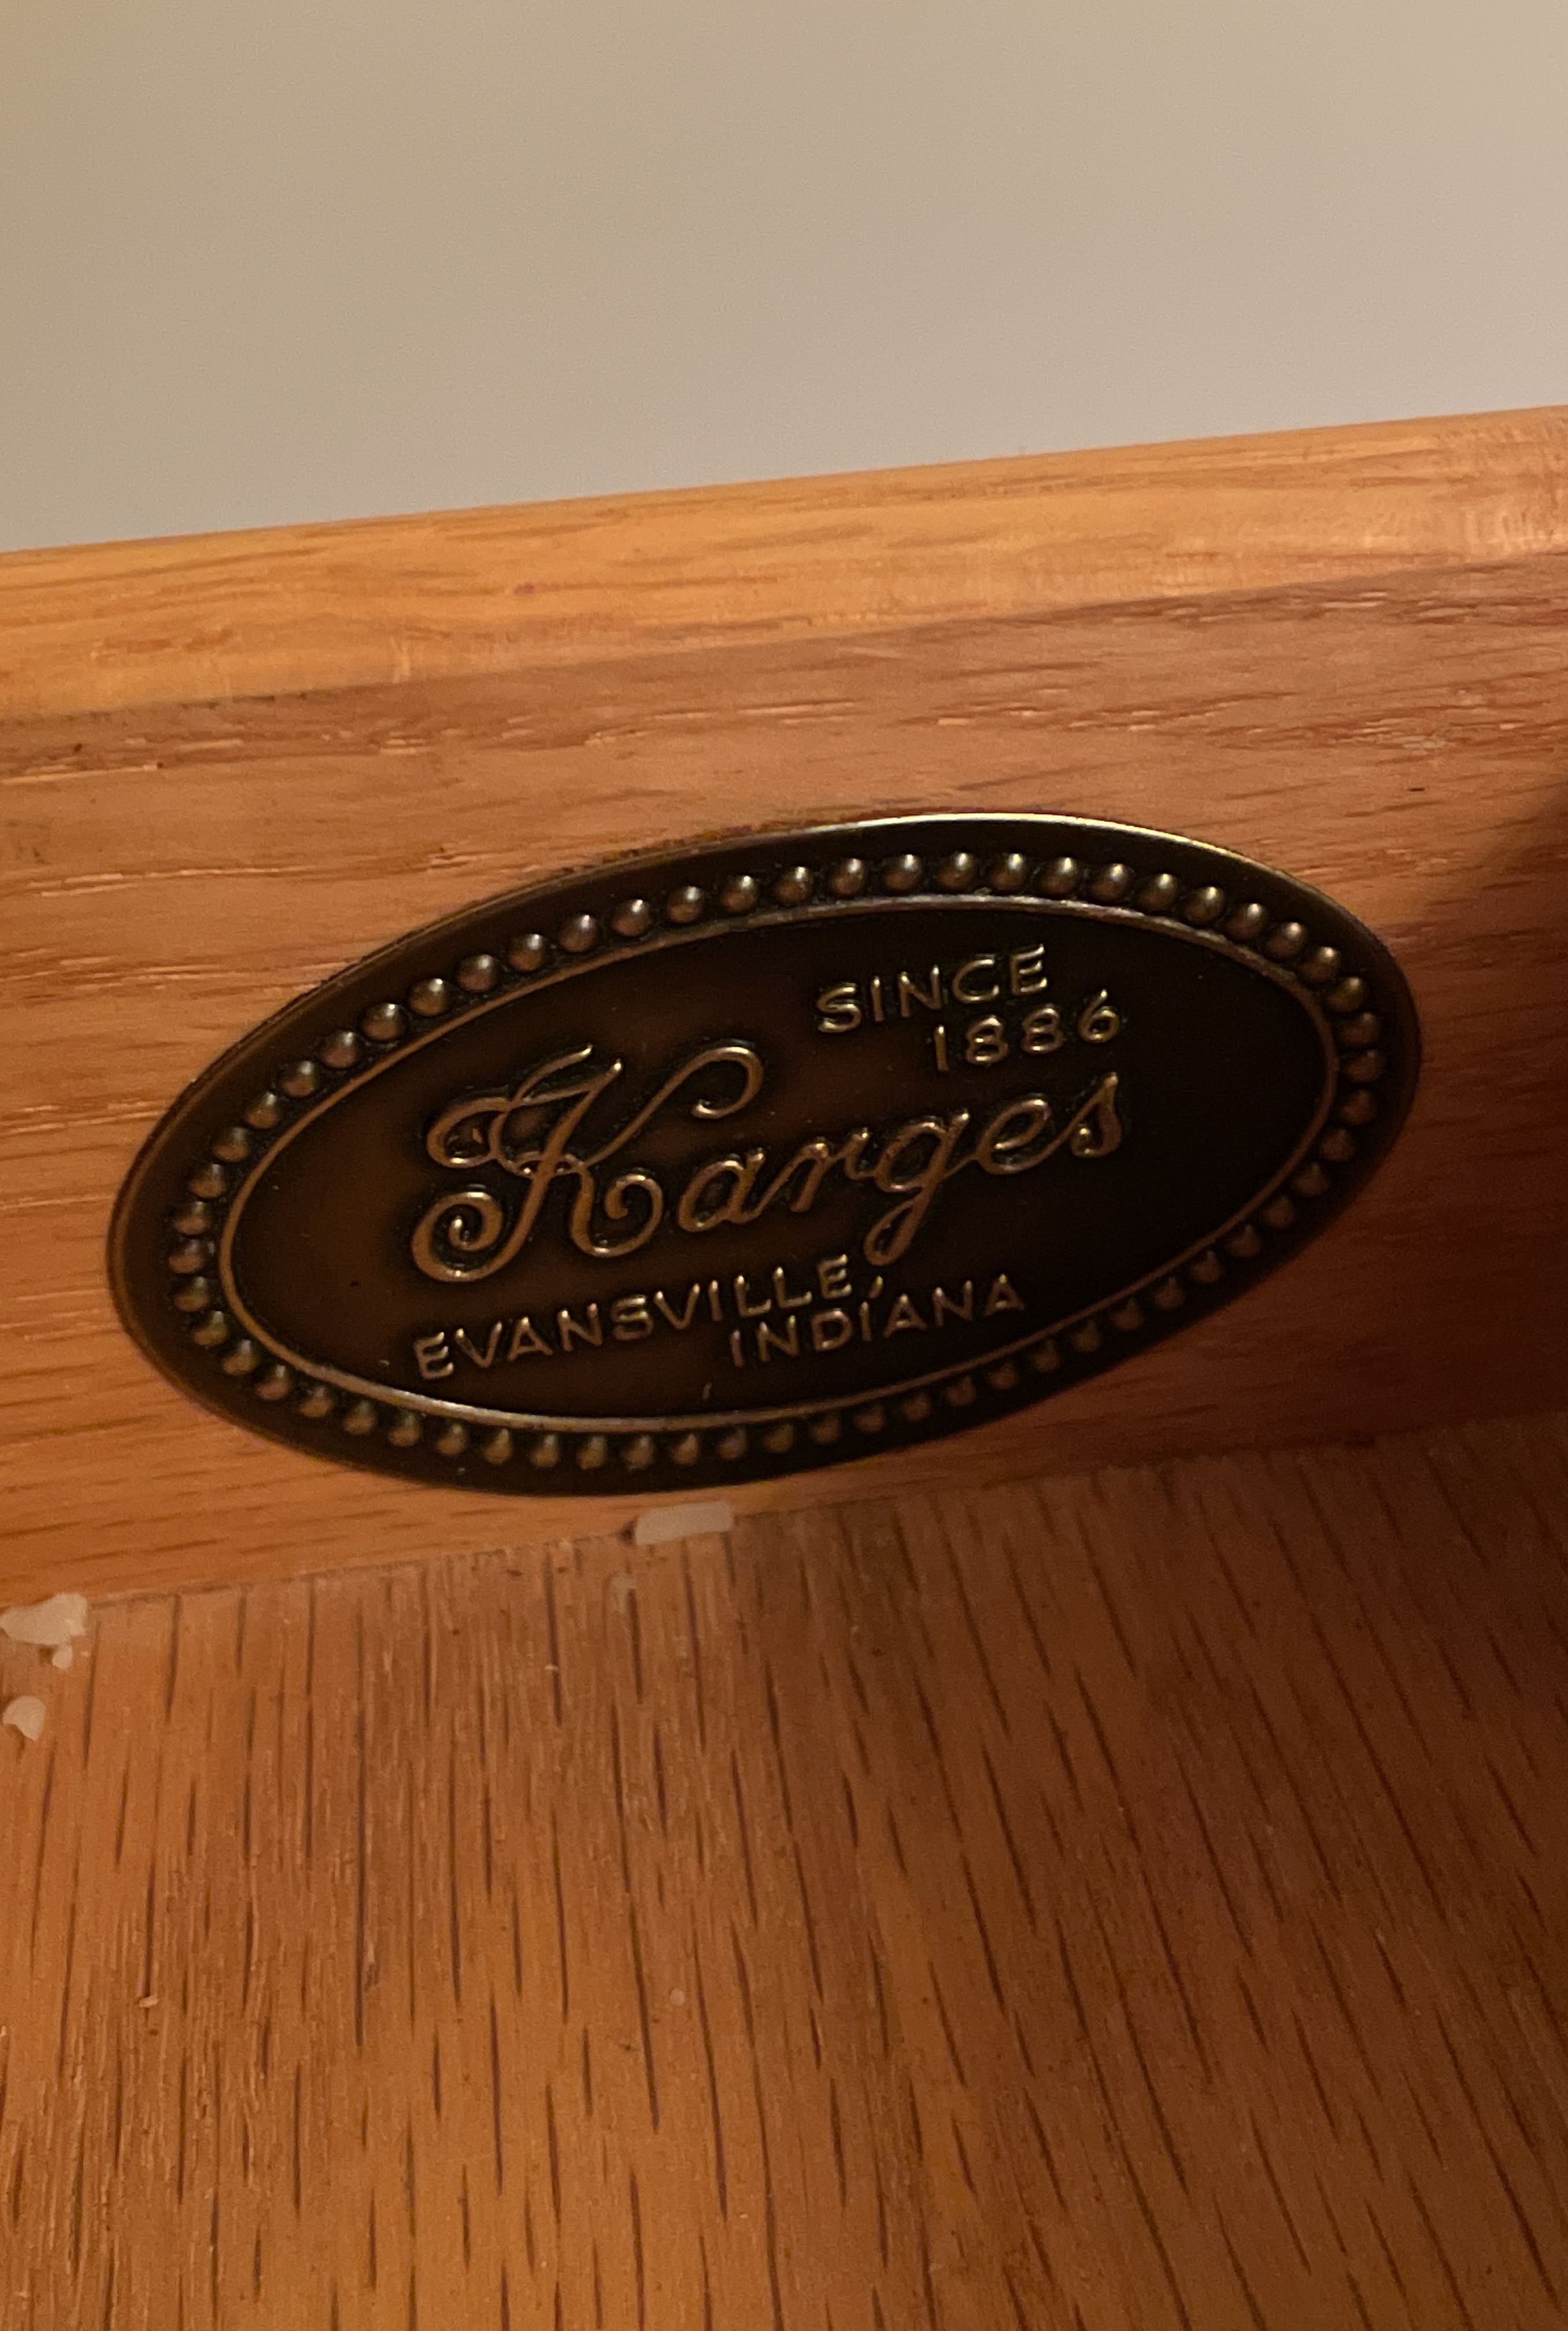 SINCE
1886
Karges
EVANSVILLE,
INDIANA